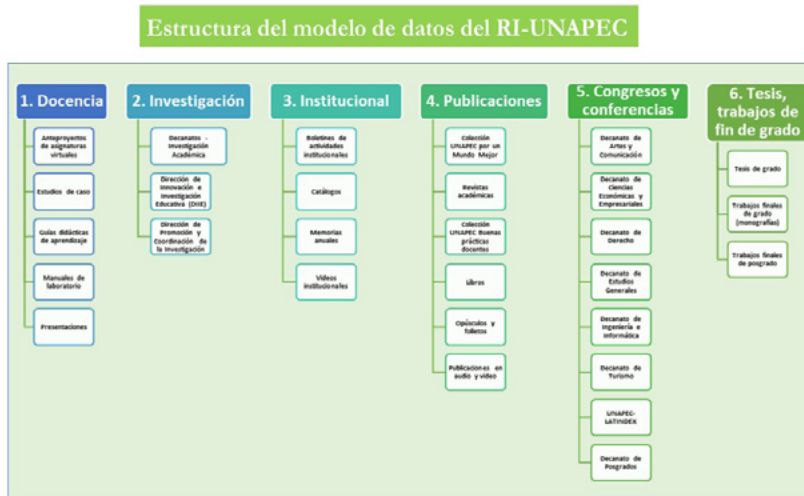 Estructura del modelo de datos del RI-UNAPEC
1. Docencia
Anteproyectos
de asignaturas
virtuales
Estudios de caso
Guías didácticas
de aprendizaje
Manuales de
laboratorio
Presentaciones
2. Investigación
Decanatos -
Investigación
Académica
Dirección de
Innovación e
Investigación
Educativa (DIIE)
Dirección de
Promoción y
Coordinación de
la Investigación
3. Institucional
Boletines de
actividades
institucionales
Catálogos
Memorias
anuales
Videos
institucionales
4. Publicaciones
Colección
UNAPEC por un
Mundo Mejor
Revistas
académicas
Colección
UNAPEC Buenas
prácticas
docentes
Libros
Opúsculos y
folletos
Publicaciones en
audio y video
5. Congresos y
conferencias
Decanato de
Artes y
Comunicación
Decanato de
Ciencias
Económicas y
Empresariales
Decanato de
Derecho
Decanato de
Estudios
Generales
Decanato de
Ingeniería e
Informática
Decanato de
Turismo
UNAPEC-
LATINDEX
Decanato de
Posgrados
6. Tesis,
trabajos de
fin de grado
Tesis de grado
Trabajos finales
de grado
(monografías)
Trabajos finales
de posgrado